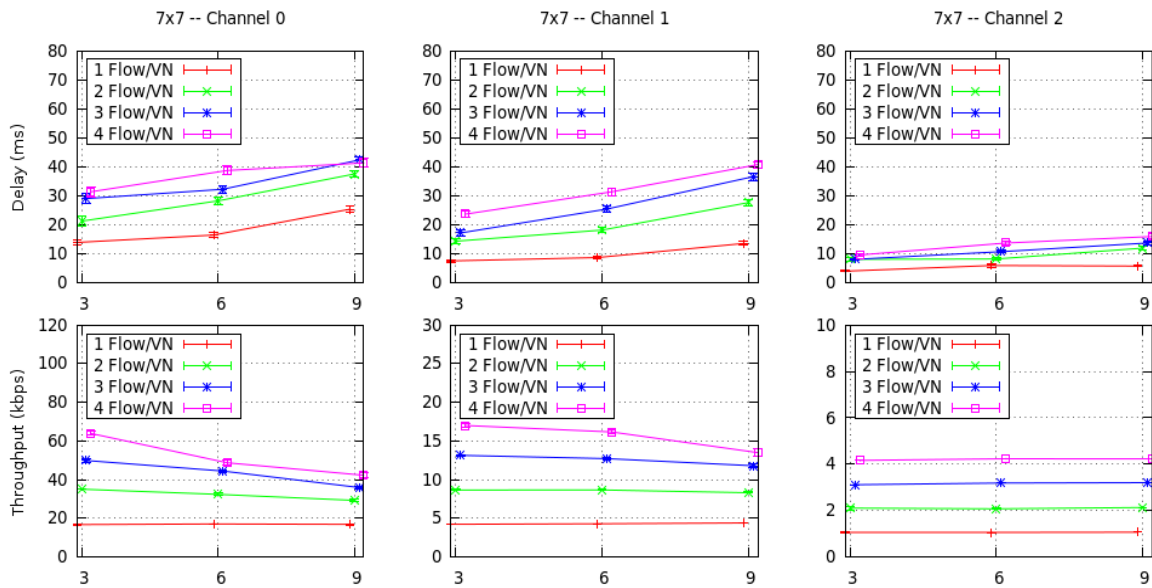 7x7 -- Channel 0
7x7 -- Channel 1
7x7 -- Channel 2
Delay (ms)
80
70
60
50
40
30
20
10
0
1 Flow/VN
2 Flow/VN
3 Flow/VN
4 Flow/VN
3 6 9
80
70
60
50
40
30
20
10
0
1 Flow/VN
2 Flow/VN
3 Flow/VN
4 Flow/VN
3 6 9
80
70
60
50
40
30
20
10
0
1 Flow/VN
2 Flow/VN
3 Flow/VN
4 Flow/VN
3 6 9
Throughput (kbps)
120
100
80
60
40
20
0
1 Flow/VN
2 Flow/VN
3 Flow/VN
4 Flow/VN
3 6 9
30
25
20
15
10
5
0
1 Flow/VN
2 Flow/VN
3 Flow/VN
4 Flow/VN
3 6 9
10
8
6
4
2
0
1 Flow/VN
2 Flow/VN
3 Flow/VN
4 Flow/VN
3 6 9